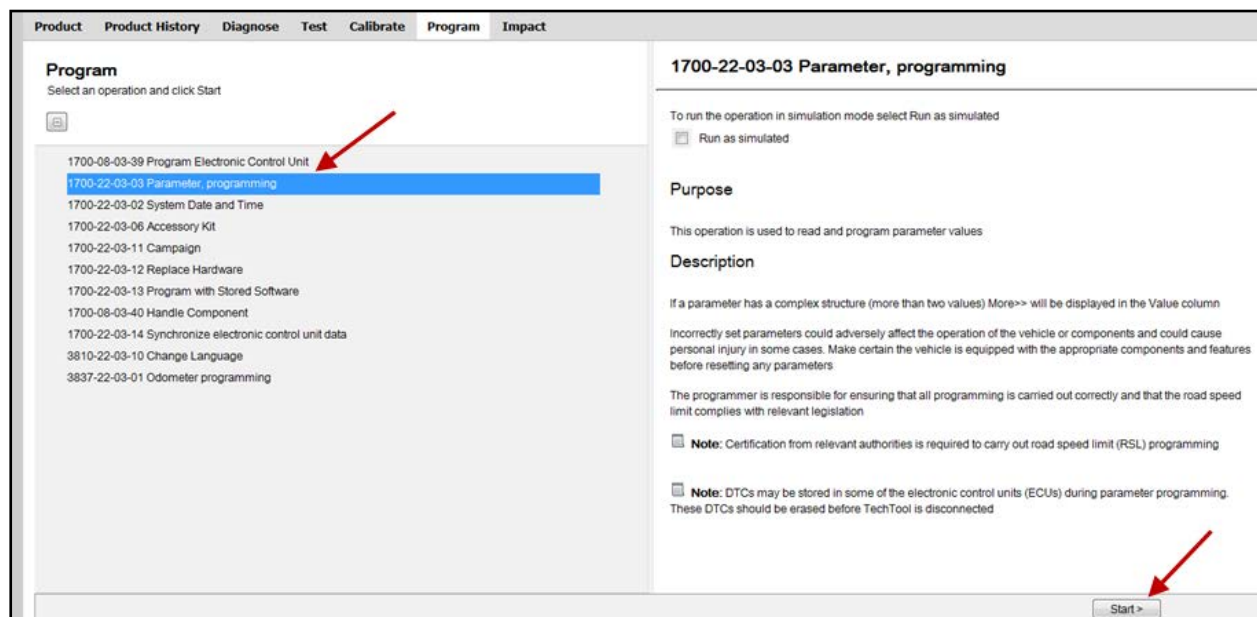 Product Product History Diagnose Test Calibrate Program Impact
Program
Select an operation and click Start
1700-08-03-39 Program Electronic Control Unit
1700-22-03-03 Parameter, programming
1700-22-03-02 System Date and Time
1700-22-03-06 Accessory Kit
1700-22-03-11 Campaign
1700-22-03-12 Replace Hardware
1700-22-03-13 Program with Stored Software
1700-08-03-40 Handle Component
1700-22-03-14 Synchronize electronic control unit data
3810-22-03-10 Change Language
3837-22-03-01 Odometer programming
1700-22-03-03 Parameter, programming
To run the operation in simulation mode select Run as simulated
Run as simulated
Purpose
This operation is used to read and program parameter values
Description
If a parameter has a complex structure (more than two values) More>> will be displayed in the Value column
Incorrectly set parameters could adversely affect the operation of the vehicle or components and could cause
personal injury in some cases. Make certain the vehicle is equipped with the appropriate components and features
before resetting any parameters
The programmer is responsible for ensuring that all programming is carried out correctly and that the road speed
limit complies with relevant legislation
Note: Certification from relevant authorities is required to carry out road speed limit (RSL) programming
Note: DTCs may be stored in some of the electronic control units (ECUs) during parameter programming.
These DTCs should be erased before TechTool is disconnected
Start >